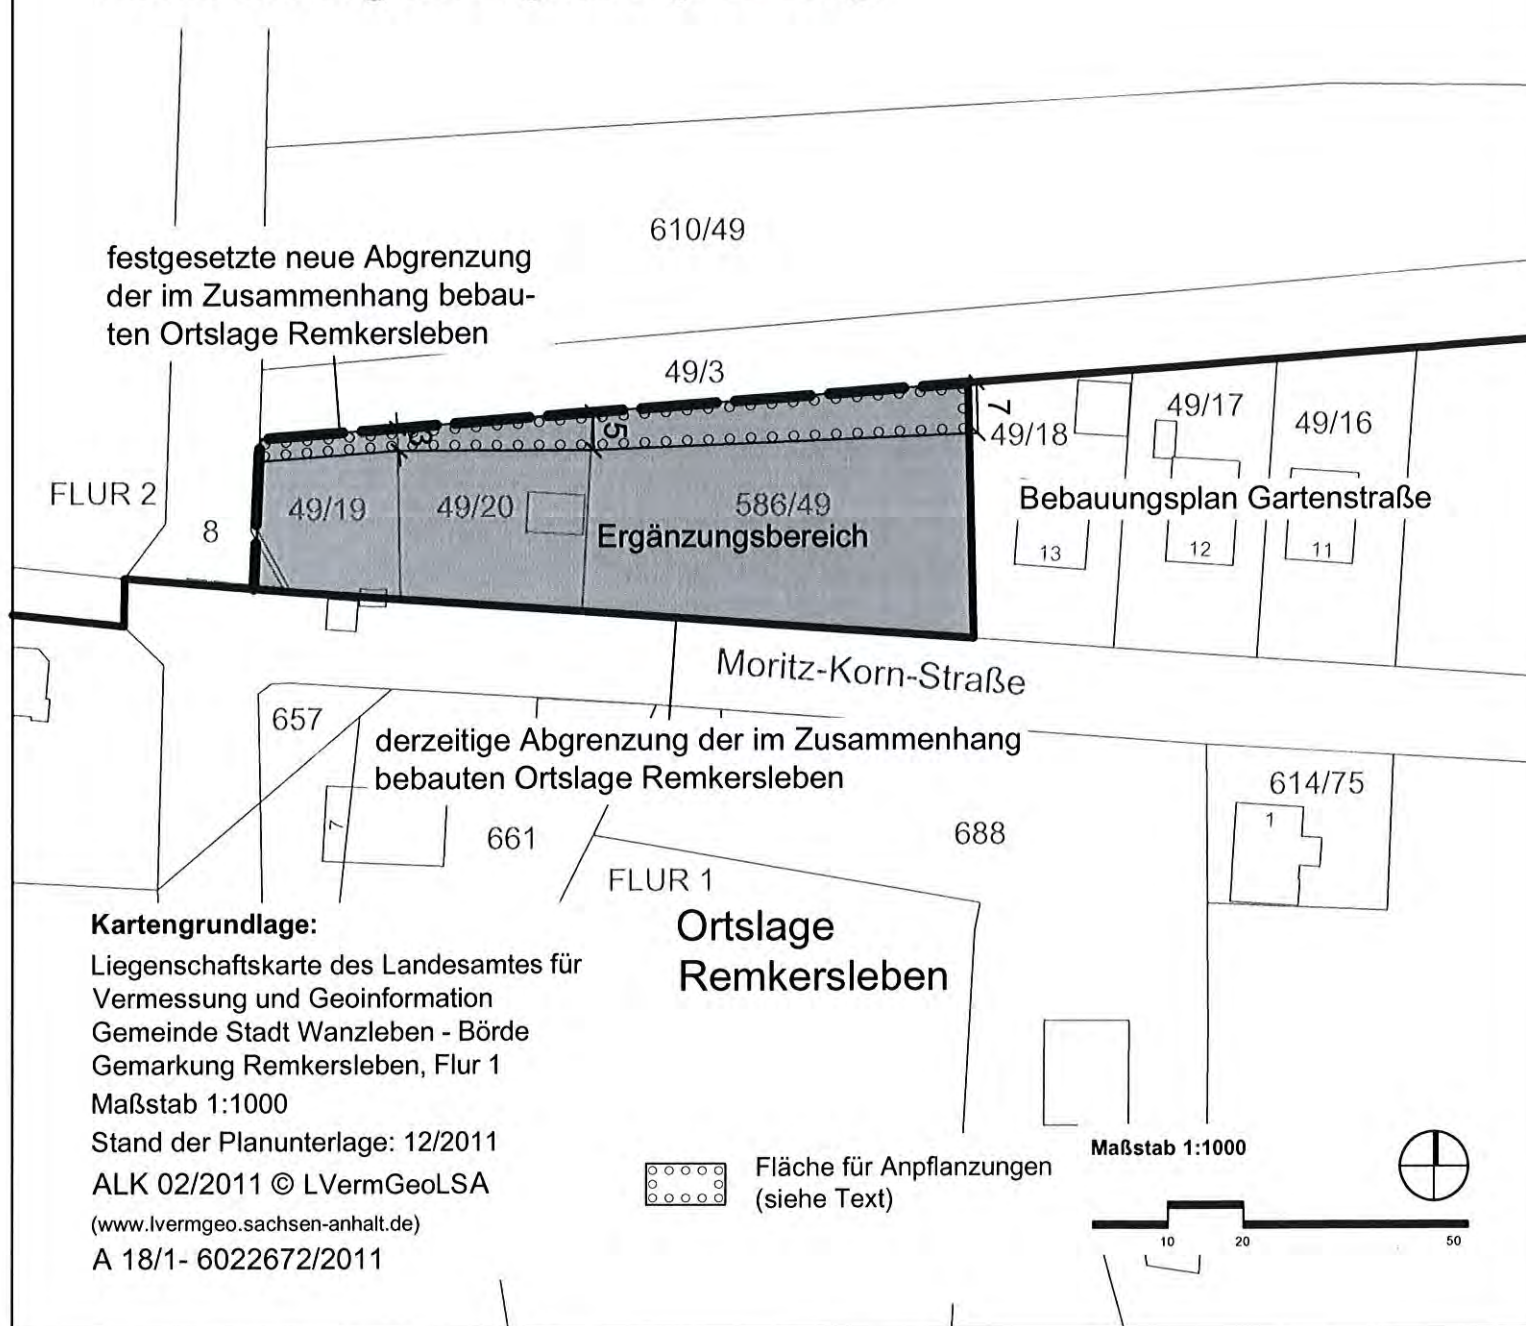 610/49
festgesetzte neue Abgrenzung
der im Zusammenhang bebau-
ten Ortslage Remkersleben
49/3
7
49/18
49/17
49/16
3
5
FLUR 2
8
49/19
49/20
586/49
Ergänzungsbereich
Bebauungsplan Gartenstraße
13
12
11
Moritz-Korn-Straße
657
derzeitige Abgrenzung der im Zusammenhang
bebauten Ortslage Remkersleben
614/75
1
7
661
688
FLUR 1
Ortslage
Remkersleben
Kartengrundlage:
Liegenschaftskarte des Landesamtes für
Vermessung und Geoinformation
Gemeinde Stadt Wanzleben - Börde
Gemarkung Remkersleben, Flur 1
Maßstab 1:1000
Stand der Planunterlage: 12/2011
ALK 02/2011 © LVermGeoLSA
(www.lvermgeo.sachsen-anhalt.de)
A 18/1- 6022672/2011
Fläche für Anpflanzungen
(siehe Text)
Maßstab 1:1000
10 20 50